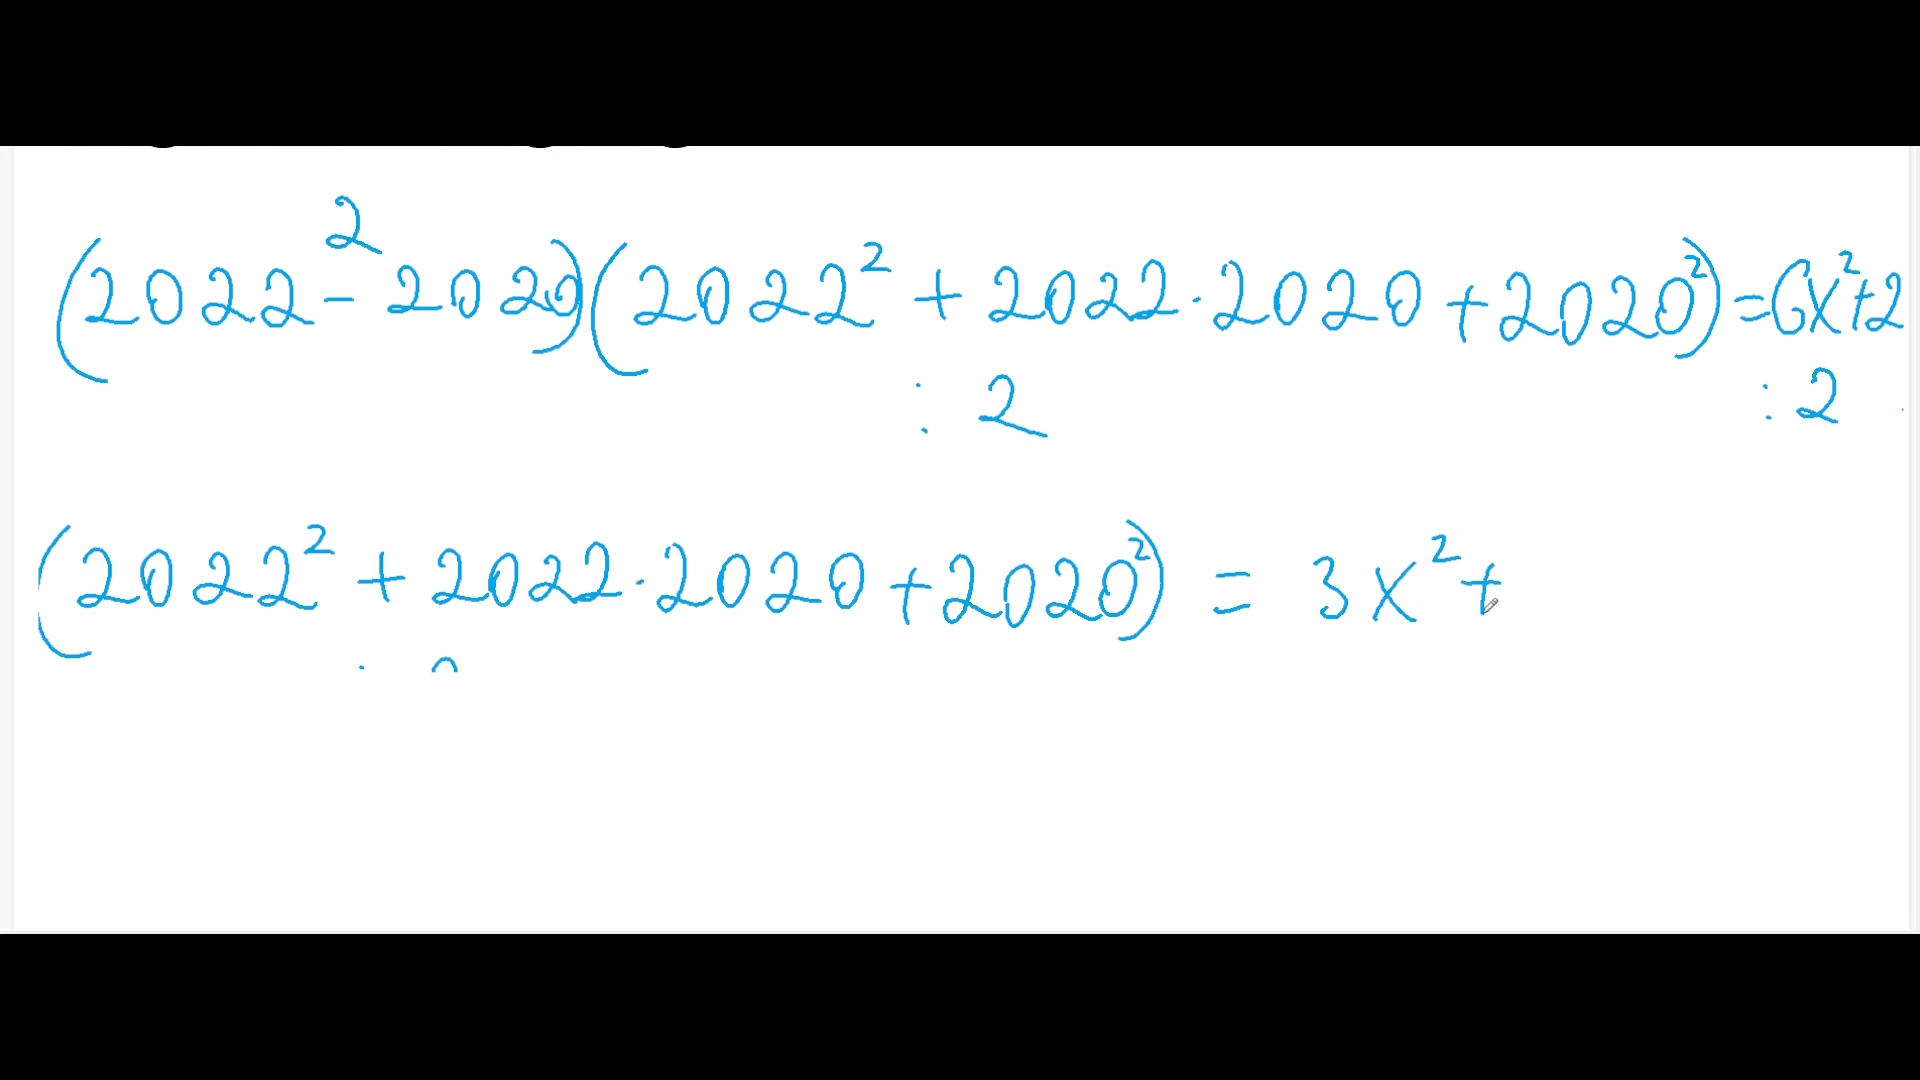 2
(2022 - 2020)(2022² + 2022·2020 + 2020²) = 6x² + 2
: 2 : 2
(2022² + 2022·2020 + 2020²) = 3x² +